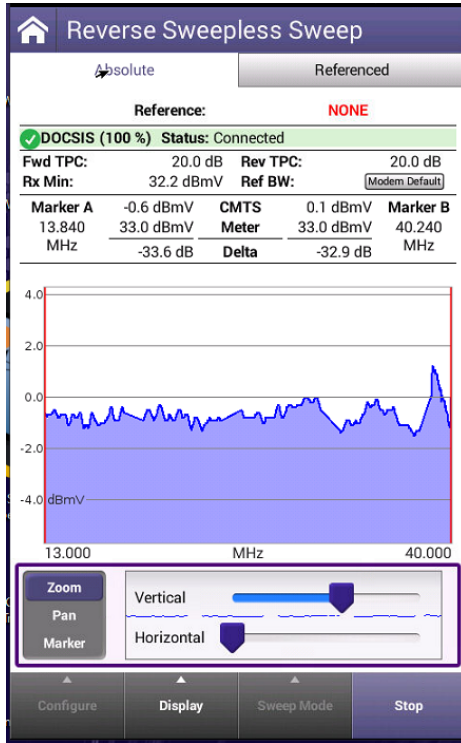 Reverse Sweepless Sweep
Absolute Referenced
Reference: NONE
DOCSIS (100 %) Status: Connected
Fwd TPC: 20.0 dB Rev TPC: 20.0 dB
Rx Min: 32.2 dBmV Ref BW: Modem Default
Marker A -0.6 dBmV CMTS 0.1 dBmV Marker B
13.840 33.0 dBmV Meter 33.0 dBmV 40.240
MHz -33.6 dB Delta -32.9 dB MHz
4.0
2.0
0.0
-2.0
-4.0 dBmV
13.000 MHz 40.000
Zoom
Vertical
Pan
Horizontal
Marker
Configure Display Sweep Mode Stop